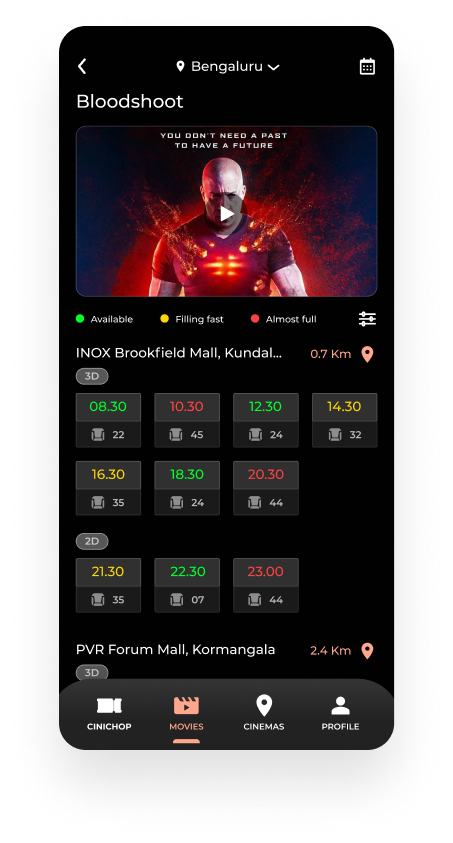 Bengaluru
Bloodshoot
YOU DON'T NEED A PAST
TO HAVE A FUTURE
Available Filling fast Almost full
INOX Brookfield Mall, Kundal... 0.7 Km
3D
08.30 10.30 12.30 14.30
22 45 24 32
16.30 18.30 20.30
35 24 44
2D
21.30 22.30 23.00
35 07 44
PVR Forum Mall, Kormangala 2.4 Km
3D
CINICHOP MOVIES CINEMAS PROFILE